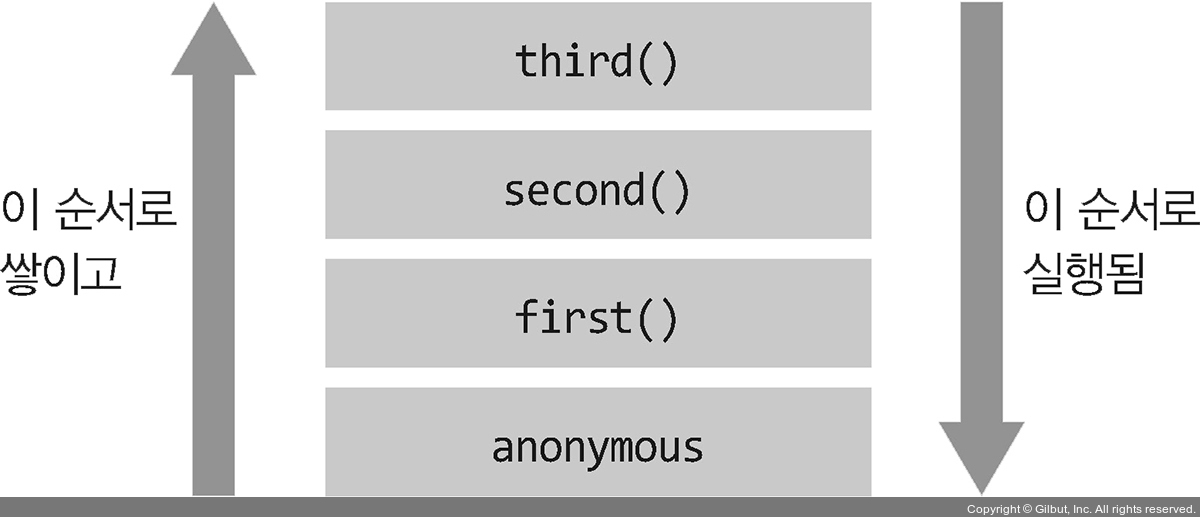 third()
second()
이 순서로
쌓이고
이 순서로
실행됨
first()
anonymous
Copyright © Gilbut, Inc. All rights reserved.